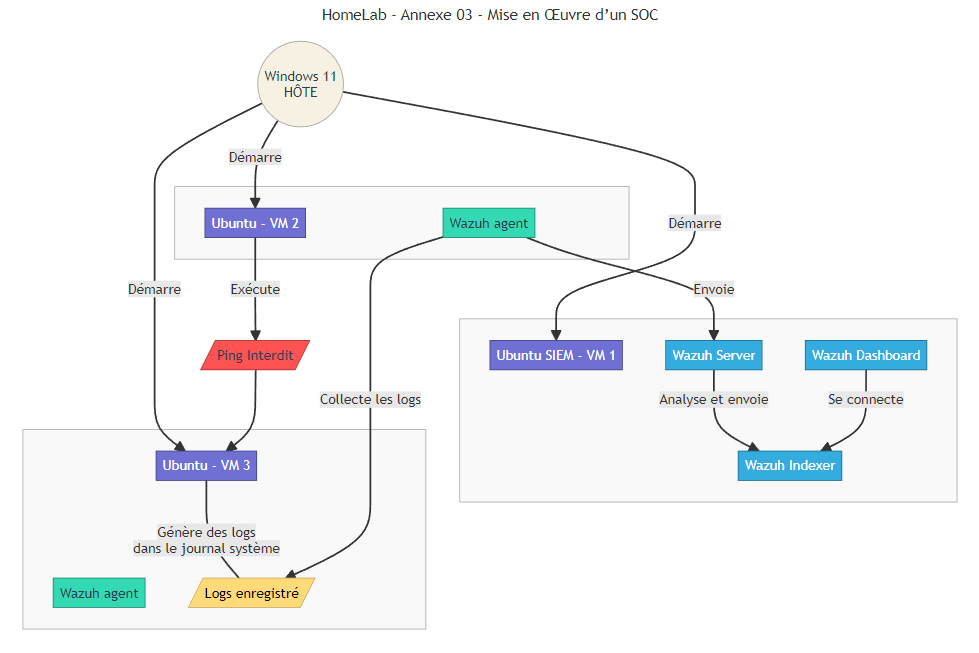 HomeLab - Annexe 03 - Mise en Œuvre d’un SOC
Windows 11
HÔTE
Démarre
Ubuntu - VM 2
Wazuh agent
Démarre
Démarre
Exécute
Envoie
Ping Interdit
Ubuntu SIEM - VM 1
Wazuh Server
Wazuh Dashboard
Collecte les logs
Analyse et envoie
Se connecte
Ubuntu - VM 3
Wazuh Indexer
Génère des logs
dans le journal système
Wazuh agent
Logs enregistré